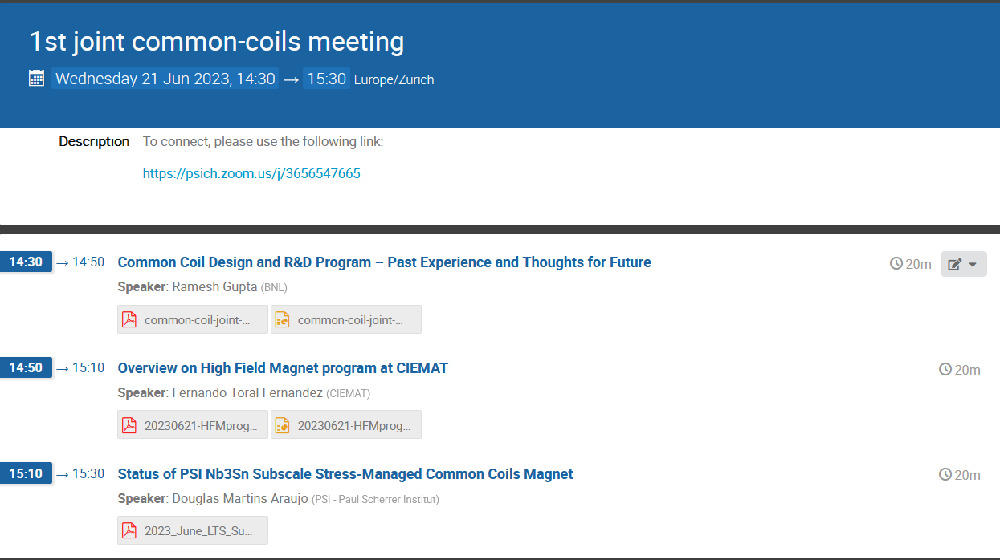 1st joint common-coils meeting
Wednesday 21 Jun 2023, 14:30 → 15:30 Europe/Zurich
Description To connect, please use the following link:
https://psich.zoom.us/j/3656547665
14:30 → 14:50 Common Coil Design and R&D Program – Past Experience and Thoughts for Future 20m
Speaker: Ramesh Gupta (BNL)
common-coil-joint-... common-coil-joint-...
14:50 → 15:10 Overview on High Field Magnet program at CIEMAT 20m
Speaker: Fernando Toral Fernandez (CIEMAT)
20230621-HFMprog... 20230621-HFMprog...
15:10 → 15:30 Status of PSI Nb3Sn Subscale Stress-Managed Common Coils Magnet 20m
Speaker: Douglas Martins Araujo (PSI - Paul Scherrer Institut)
2023_June_LTS_Su...